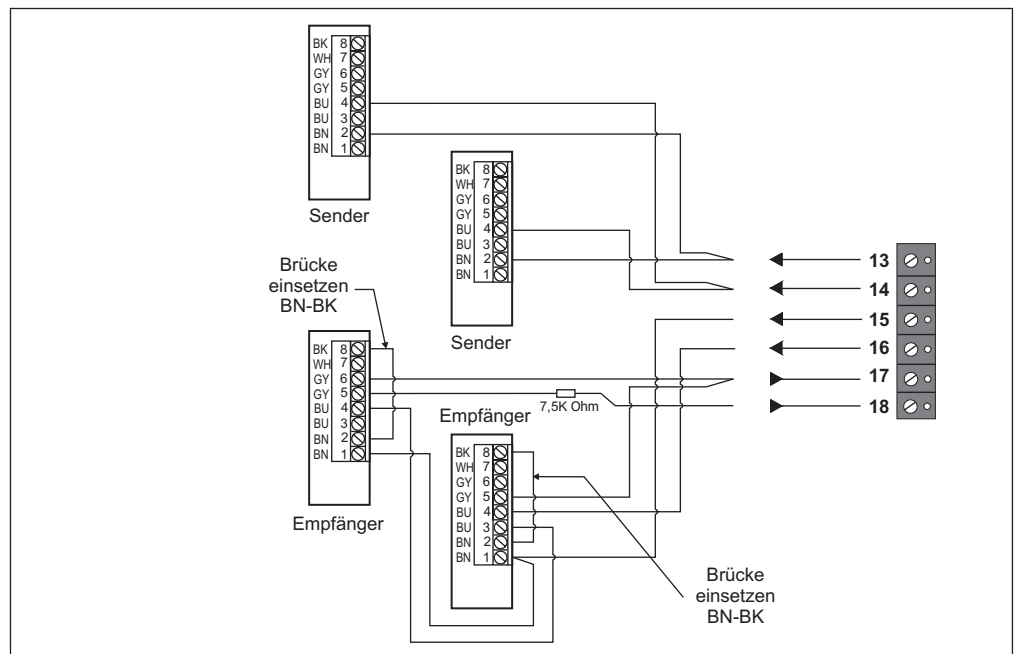 BK 8
WH 7
GY 6
GY 5
BU 4
BU 3
BN 2
BN 1
Sender
BK 8
WH 7
GY 6
GY 5
BU 4
BU 3
BN 2
BN 1
Sender
Brücke
einsetzen
BN-BK
BK 8
WH 7
GY 6
GY 5
BU 4
BU 3
BN 2
BN 1
Empfänger
7,5K Ohm
Empfänger
BK 8
WH 7
GY 6
GY 5
BU 4
BU 3
BN 2
BN 1
Brücke
einsetzen
BN-BK
13
14
15
16
17
18